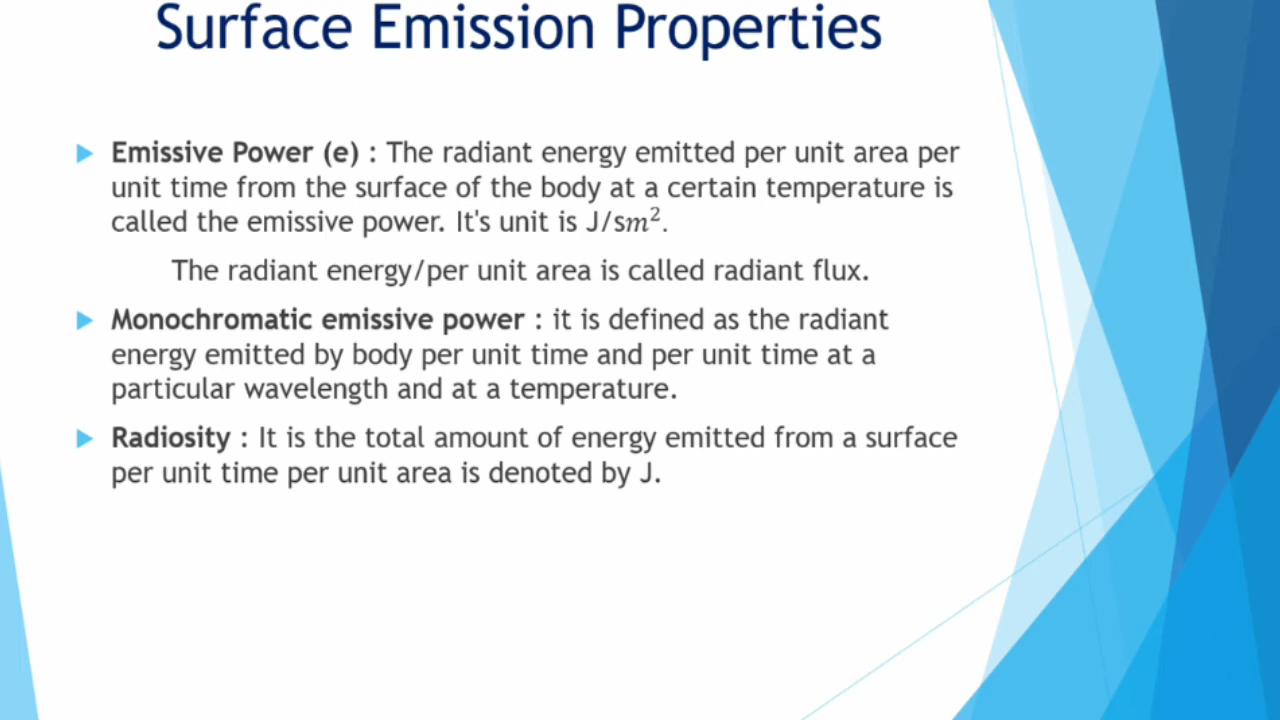 Surface Emission Properties
Emissive Power (e) : The radiant energy emitted per unit area per
unit time from the surface of the body at a certain temperature is
called the emissive power. It's unit is J/sm².
The radiant energy/per unit area is called radiant flux.
Monochromatic emissive power : it is defined as the radiant
energy emitted by body per unit time and per unit time at a
particular wavelength and at a temperature.
Radiosity : It is the total amount of energy emitted from a surface
per unit time per unit area is denoted by J.